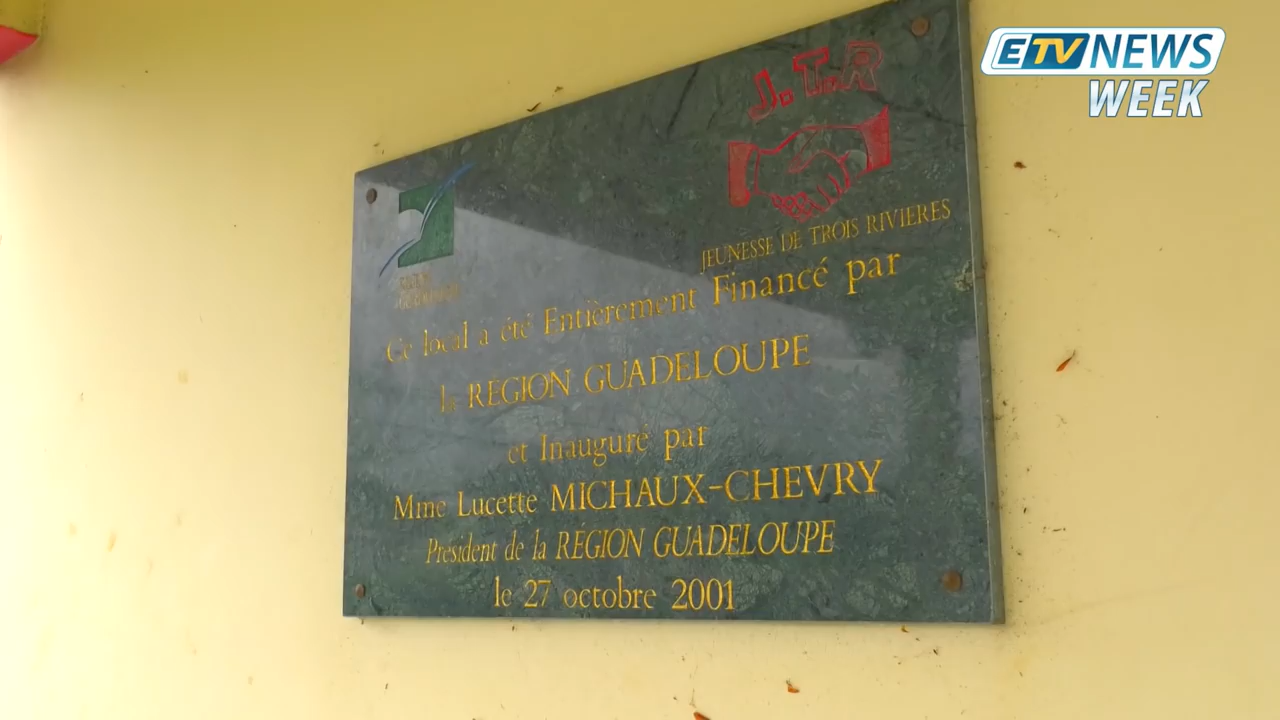 ETV NEWS
WEEK
J.T.R
JEUNESSE DE TROIS RIVIERES
Ce local a été Entièrement Financé par
la RÉGION GUADELOUPE
et Inauguré par
Mme Lucette MICHAUX-CHEVRY
Président de la RÉGION GUADELOUPE
le 27 octobre 2001